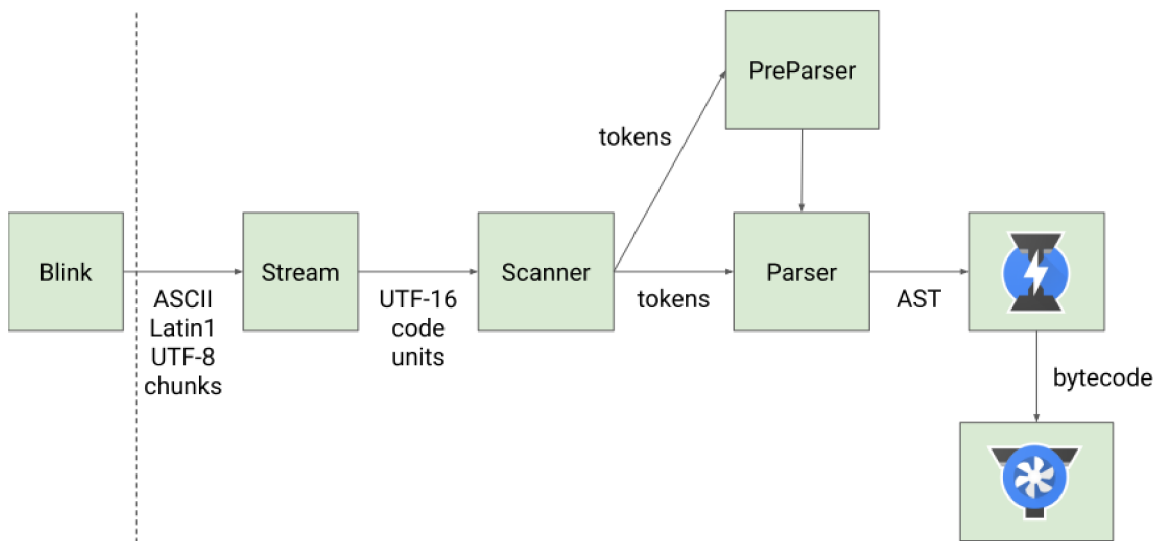 PreParser
tokens
Blink
Stream
Scanner
Parser
ASCII
Latin1
UTF-8
chunks
UTF-16
code
units
tokens
AST
bytecode